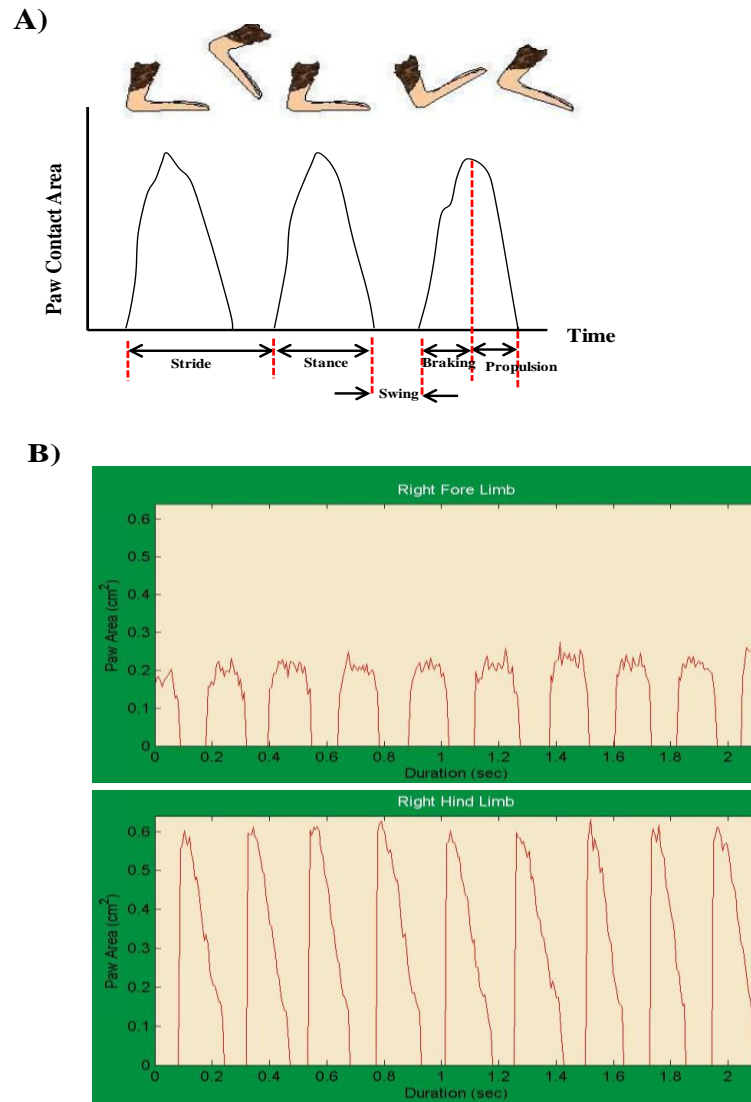 A)
Paw Contact Area
Time
Stride
Stance
Braking
Propulsion
Swing
B)
Right Fore Limb
Paw Area (cm²)
0.6
0.5
0.4
0.3
0.2
0.1
0
0 0.2 0.4 0.6 0.8 1 1.2 1.4 1.6 1.8 2
Duration (sec)
Right Hind Limb
Paw Area (cm²)
0.6
0.5
0.4
0.3
0.2
0.1
0
0 0.2 0.4 0.6 0.8 1 1.2 1.4 1.6 1.8 2
Duration (sec)